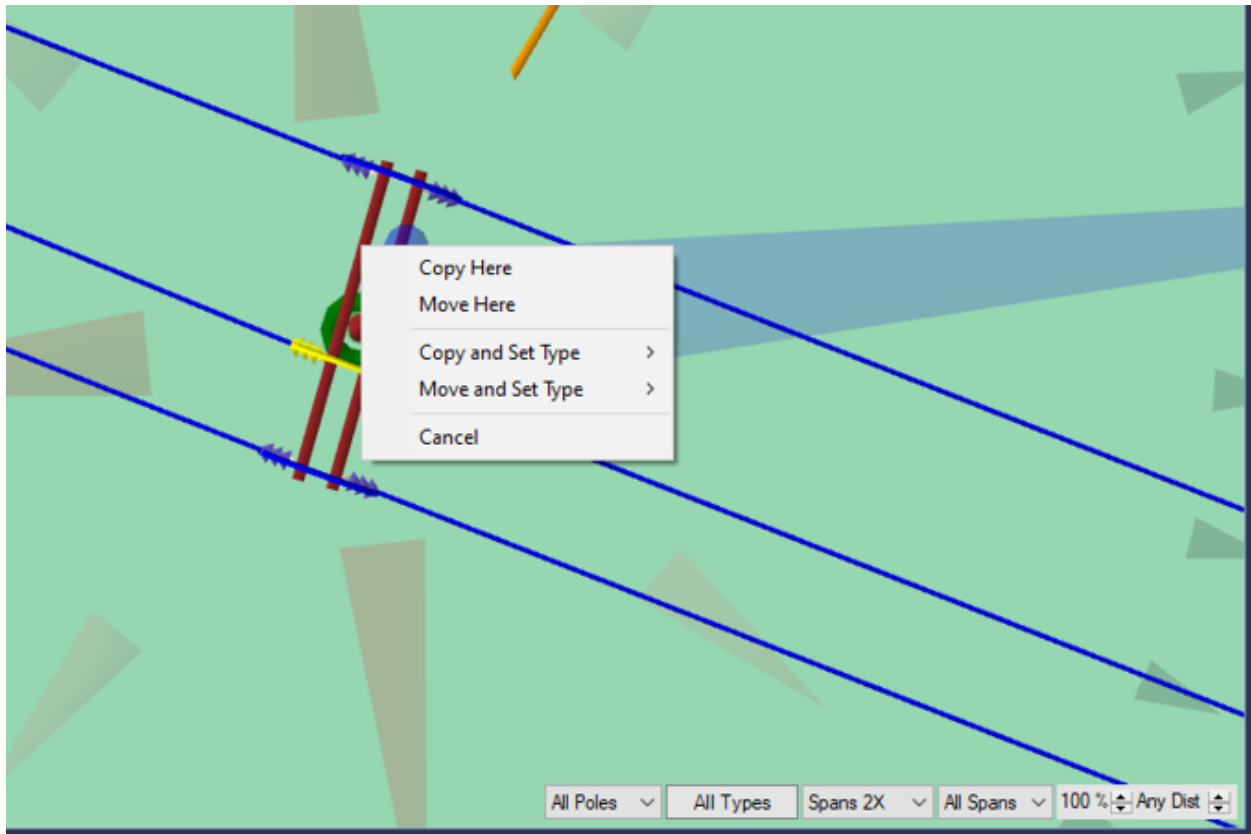 Copy Here
Move Here
Copy and Set Type
Move and Set Type
Cancel
All Poles All Types Spans 2X All Spans 100 % Any Dist